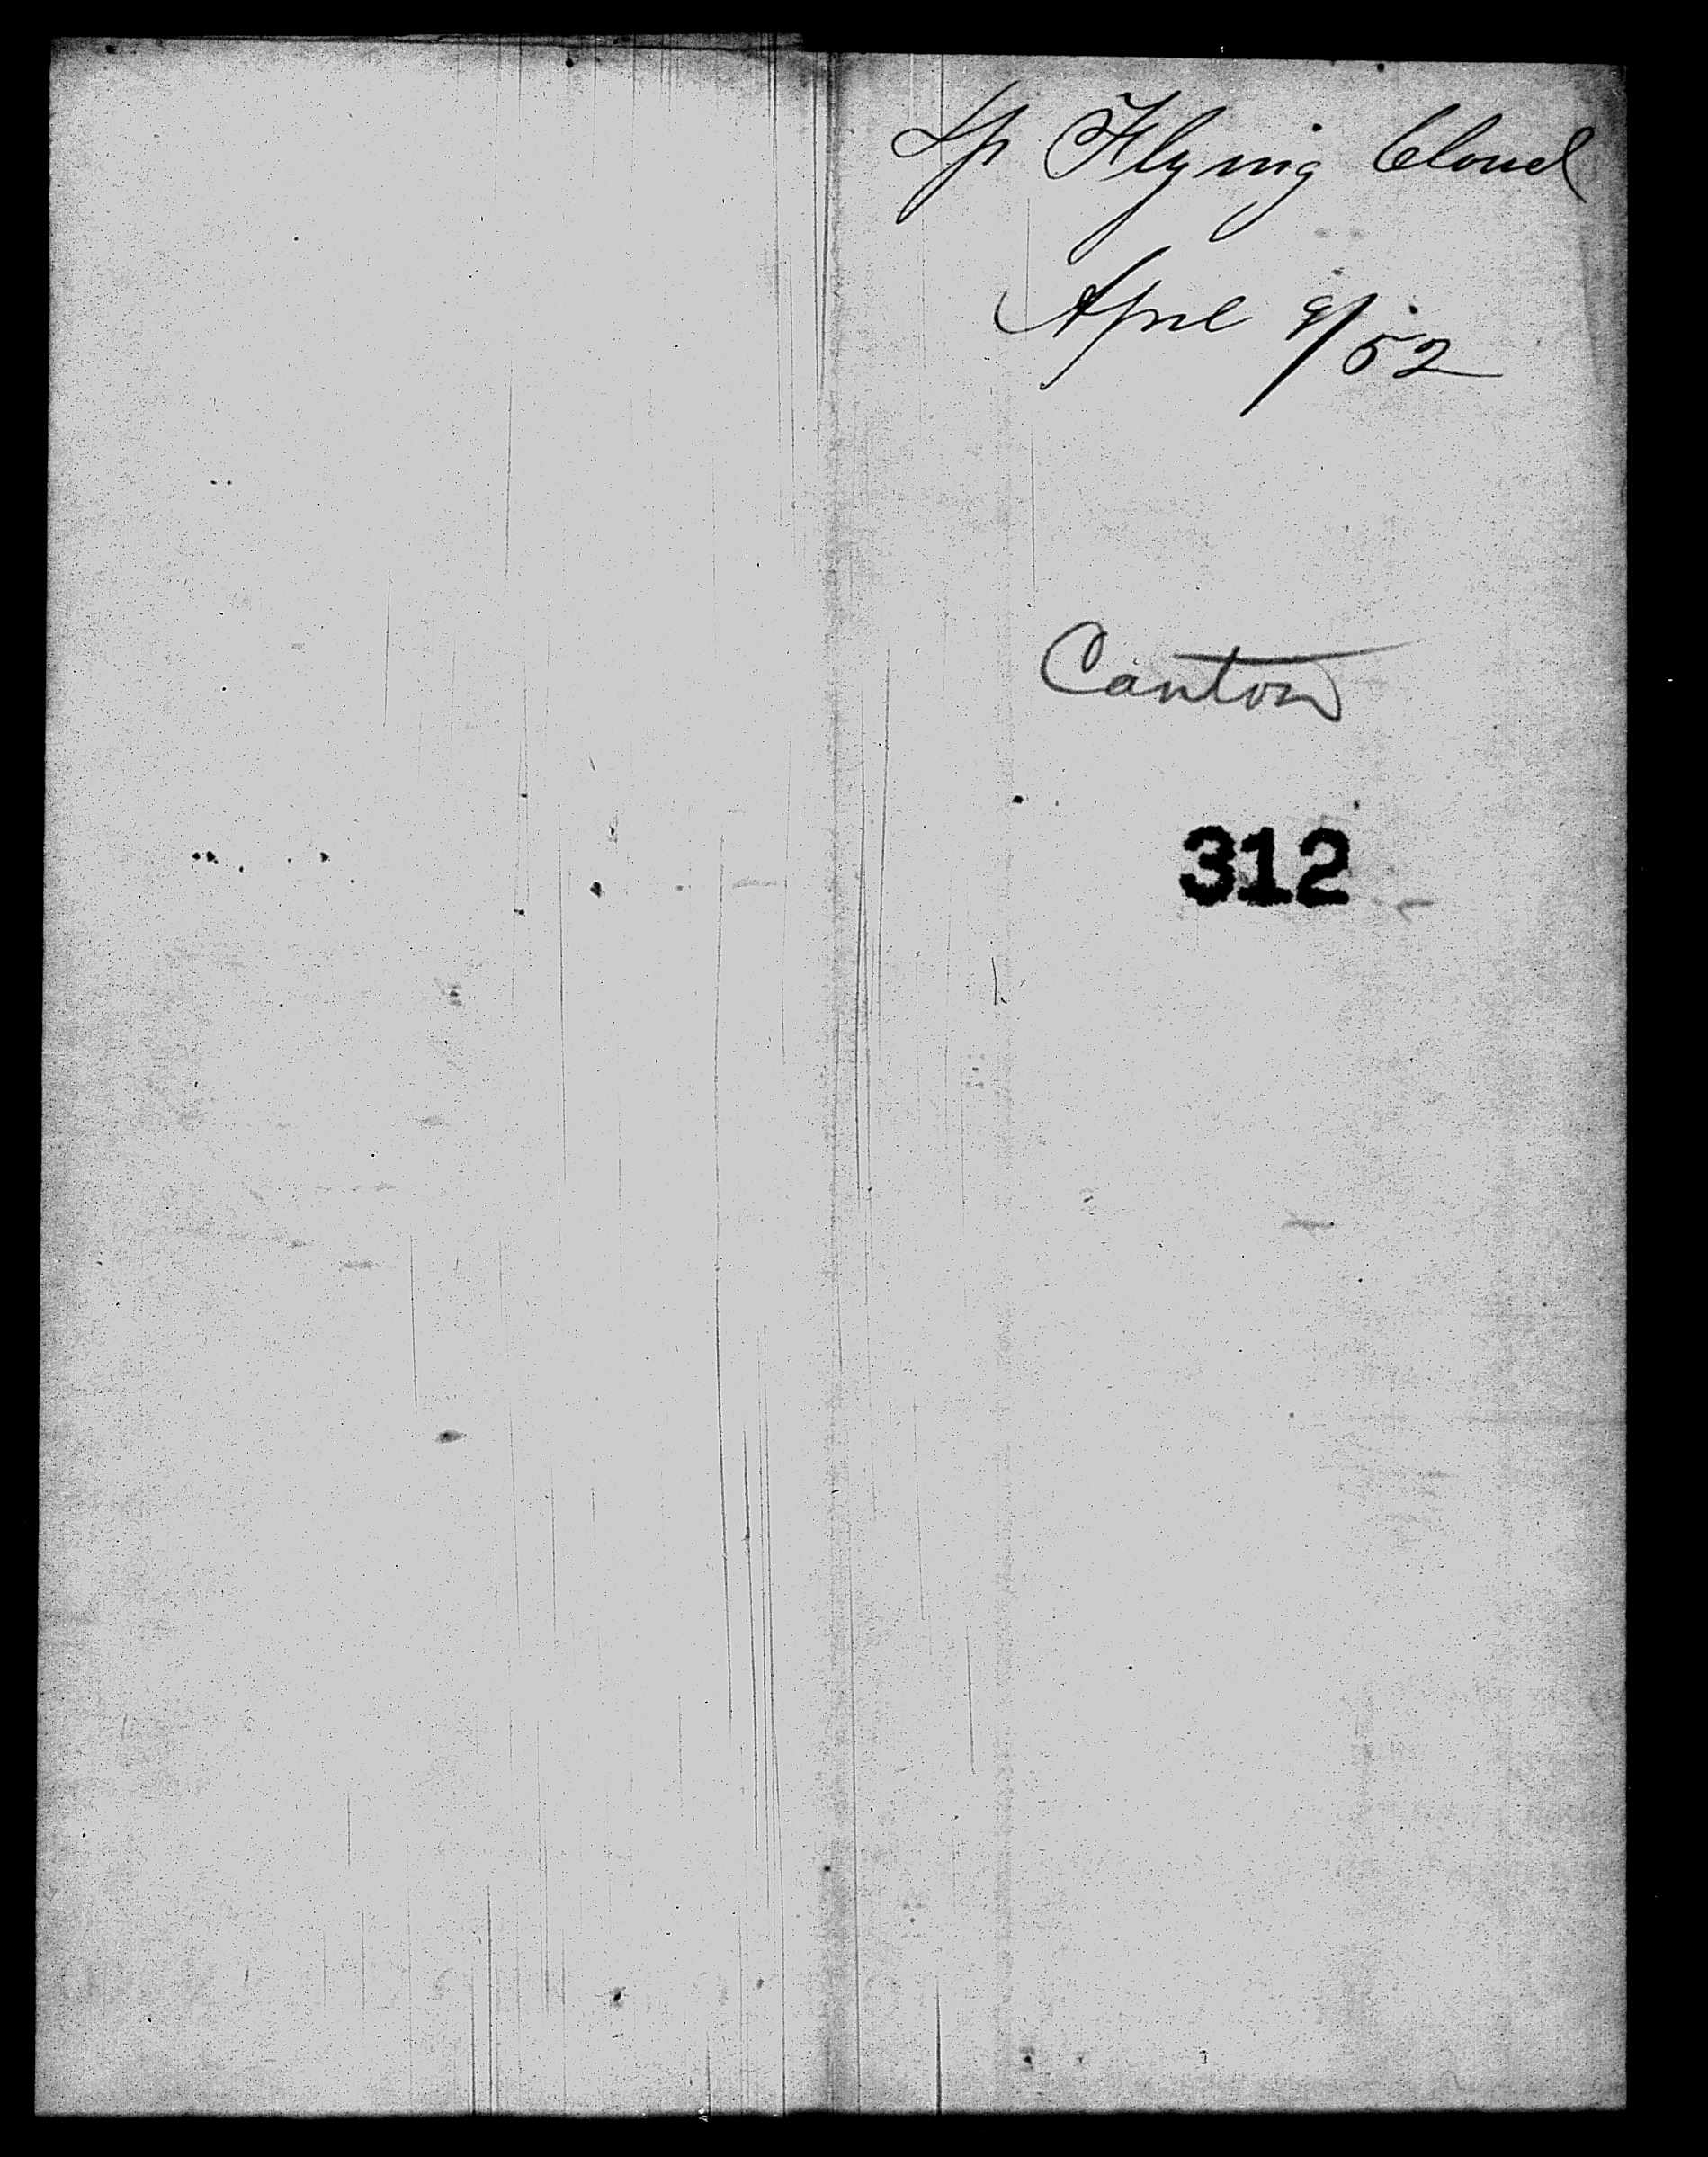 Sp Flying Cloud
April 9/52
Canton
312